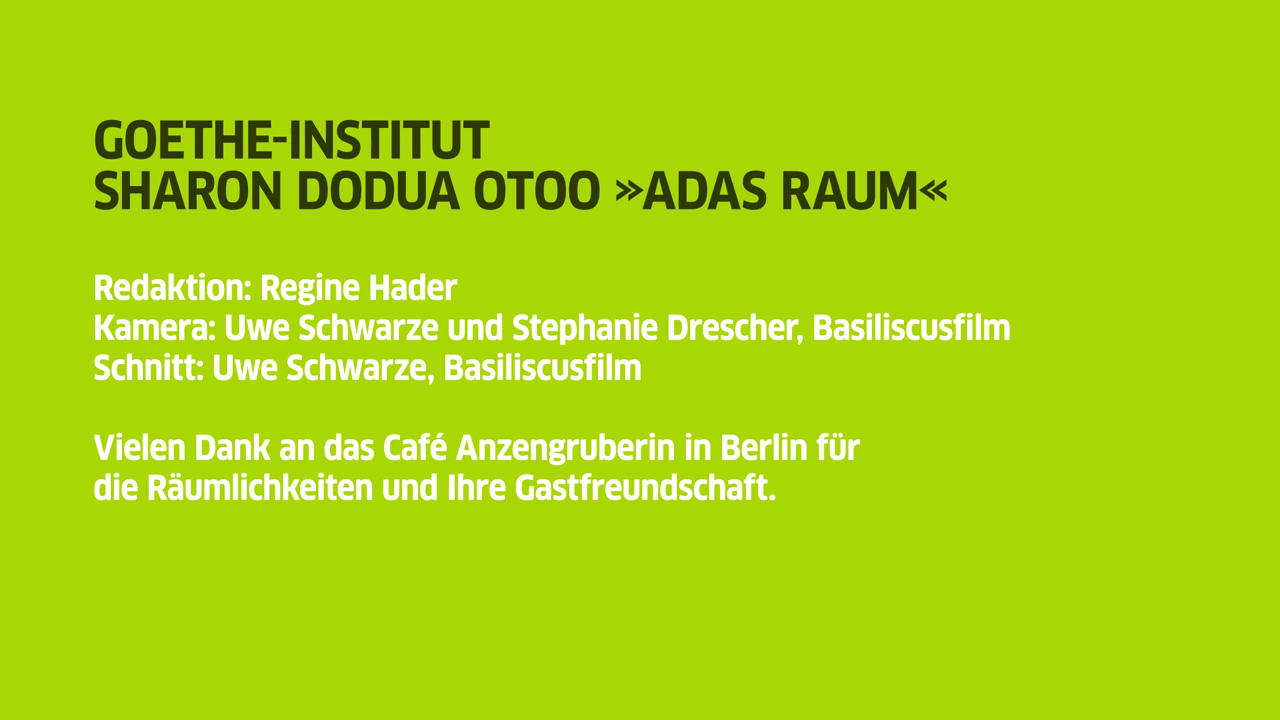 GOETHE-INSTITUT
SHARON DODUA OTOO »ADAS RAUM«
Redaktion: Regine Hader
Kamera: Uwe Schwarze und Stephanie Drescher, Basiliscusfilm
Schnitt: Uwe Schwarze, Basiliscusfilm
Vielen Dank an das Café Anzengruberin in Berlin für
die Räumlichkeiten und Ihre Gastfreundschaft.